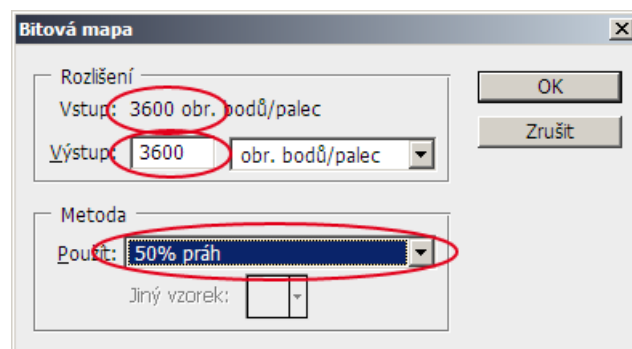 Bitová mapa
Rozlišení
Vstup: 3600 obr. bodů/palec
Výstup: 3600 obr. bodů/palec
OK
Zrušit
Metoda
Použít: 50% práh
Jiný vzorek: